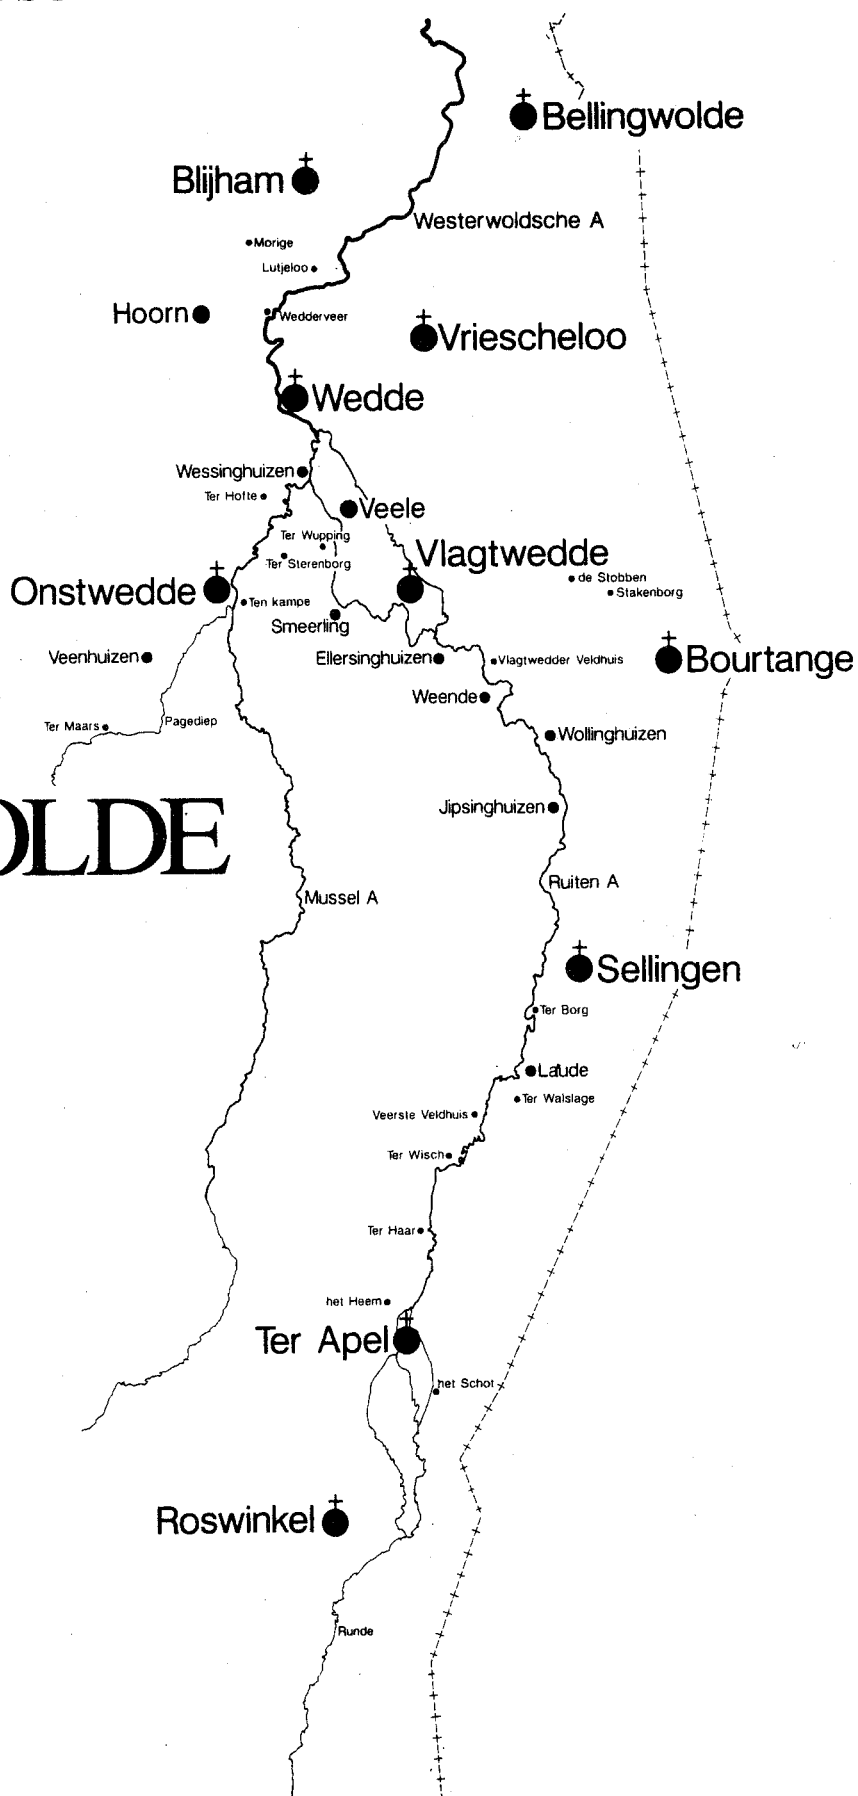 Bellingwolde
Blijham
Westerwoldsche A
Morige
Lutjeloo
Hoorn
Wedderveer
Vriescheloo
Wedde
Wessinghuizen
Ter Hofte
Veele
Ter Wupping
Vlagtwedde
Ter Sterenborg
de Stobben
Onstwedde
Stakenborg
Ten kampe
Smeerling
Veenhuizen
Ellersinghuizen
Vlagtwedder Veldhuis
Bourtange
Weende
Pagediep
Ter Maars
Wollinghuizen
Jipsinghuizen
OLDE
Ruiten A
Mussel A
Sellingen
Ter Borg
Laude
Ter Walslage
Veerste Veldhuis
Ter Wisch
Ter Haar
het Heem
Ter Apel
het Schot
Roswinkel
Runde